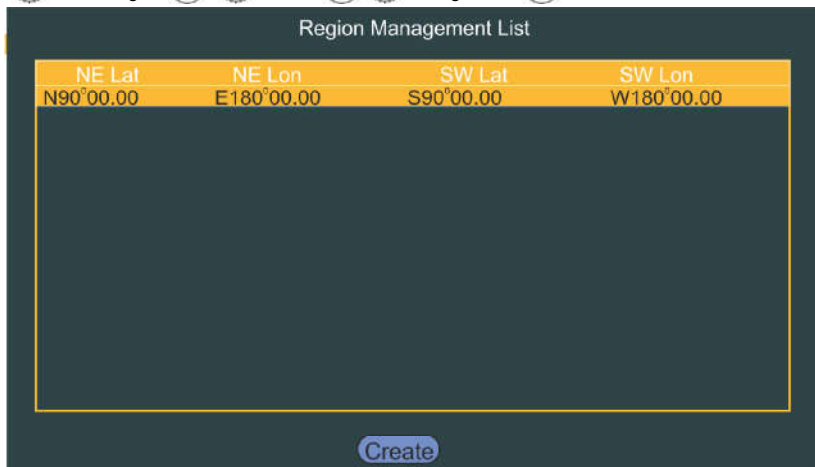 Region Management List
NE Lat NE Lon SW Lat SW Lon
N90°00.00 E180°00.00 S90°00.00 W180°00.00
Create